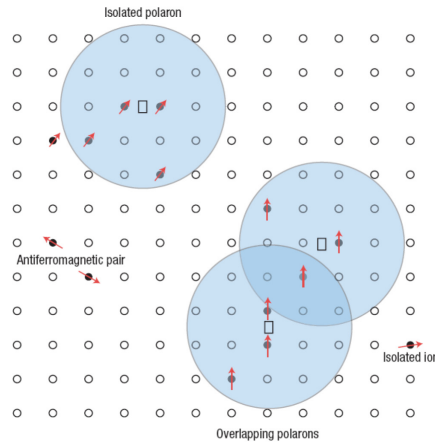 Isolated polaron
Antiferromagnetic pair
Isolated ion
Overlapping polarons